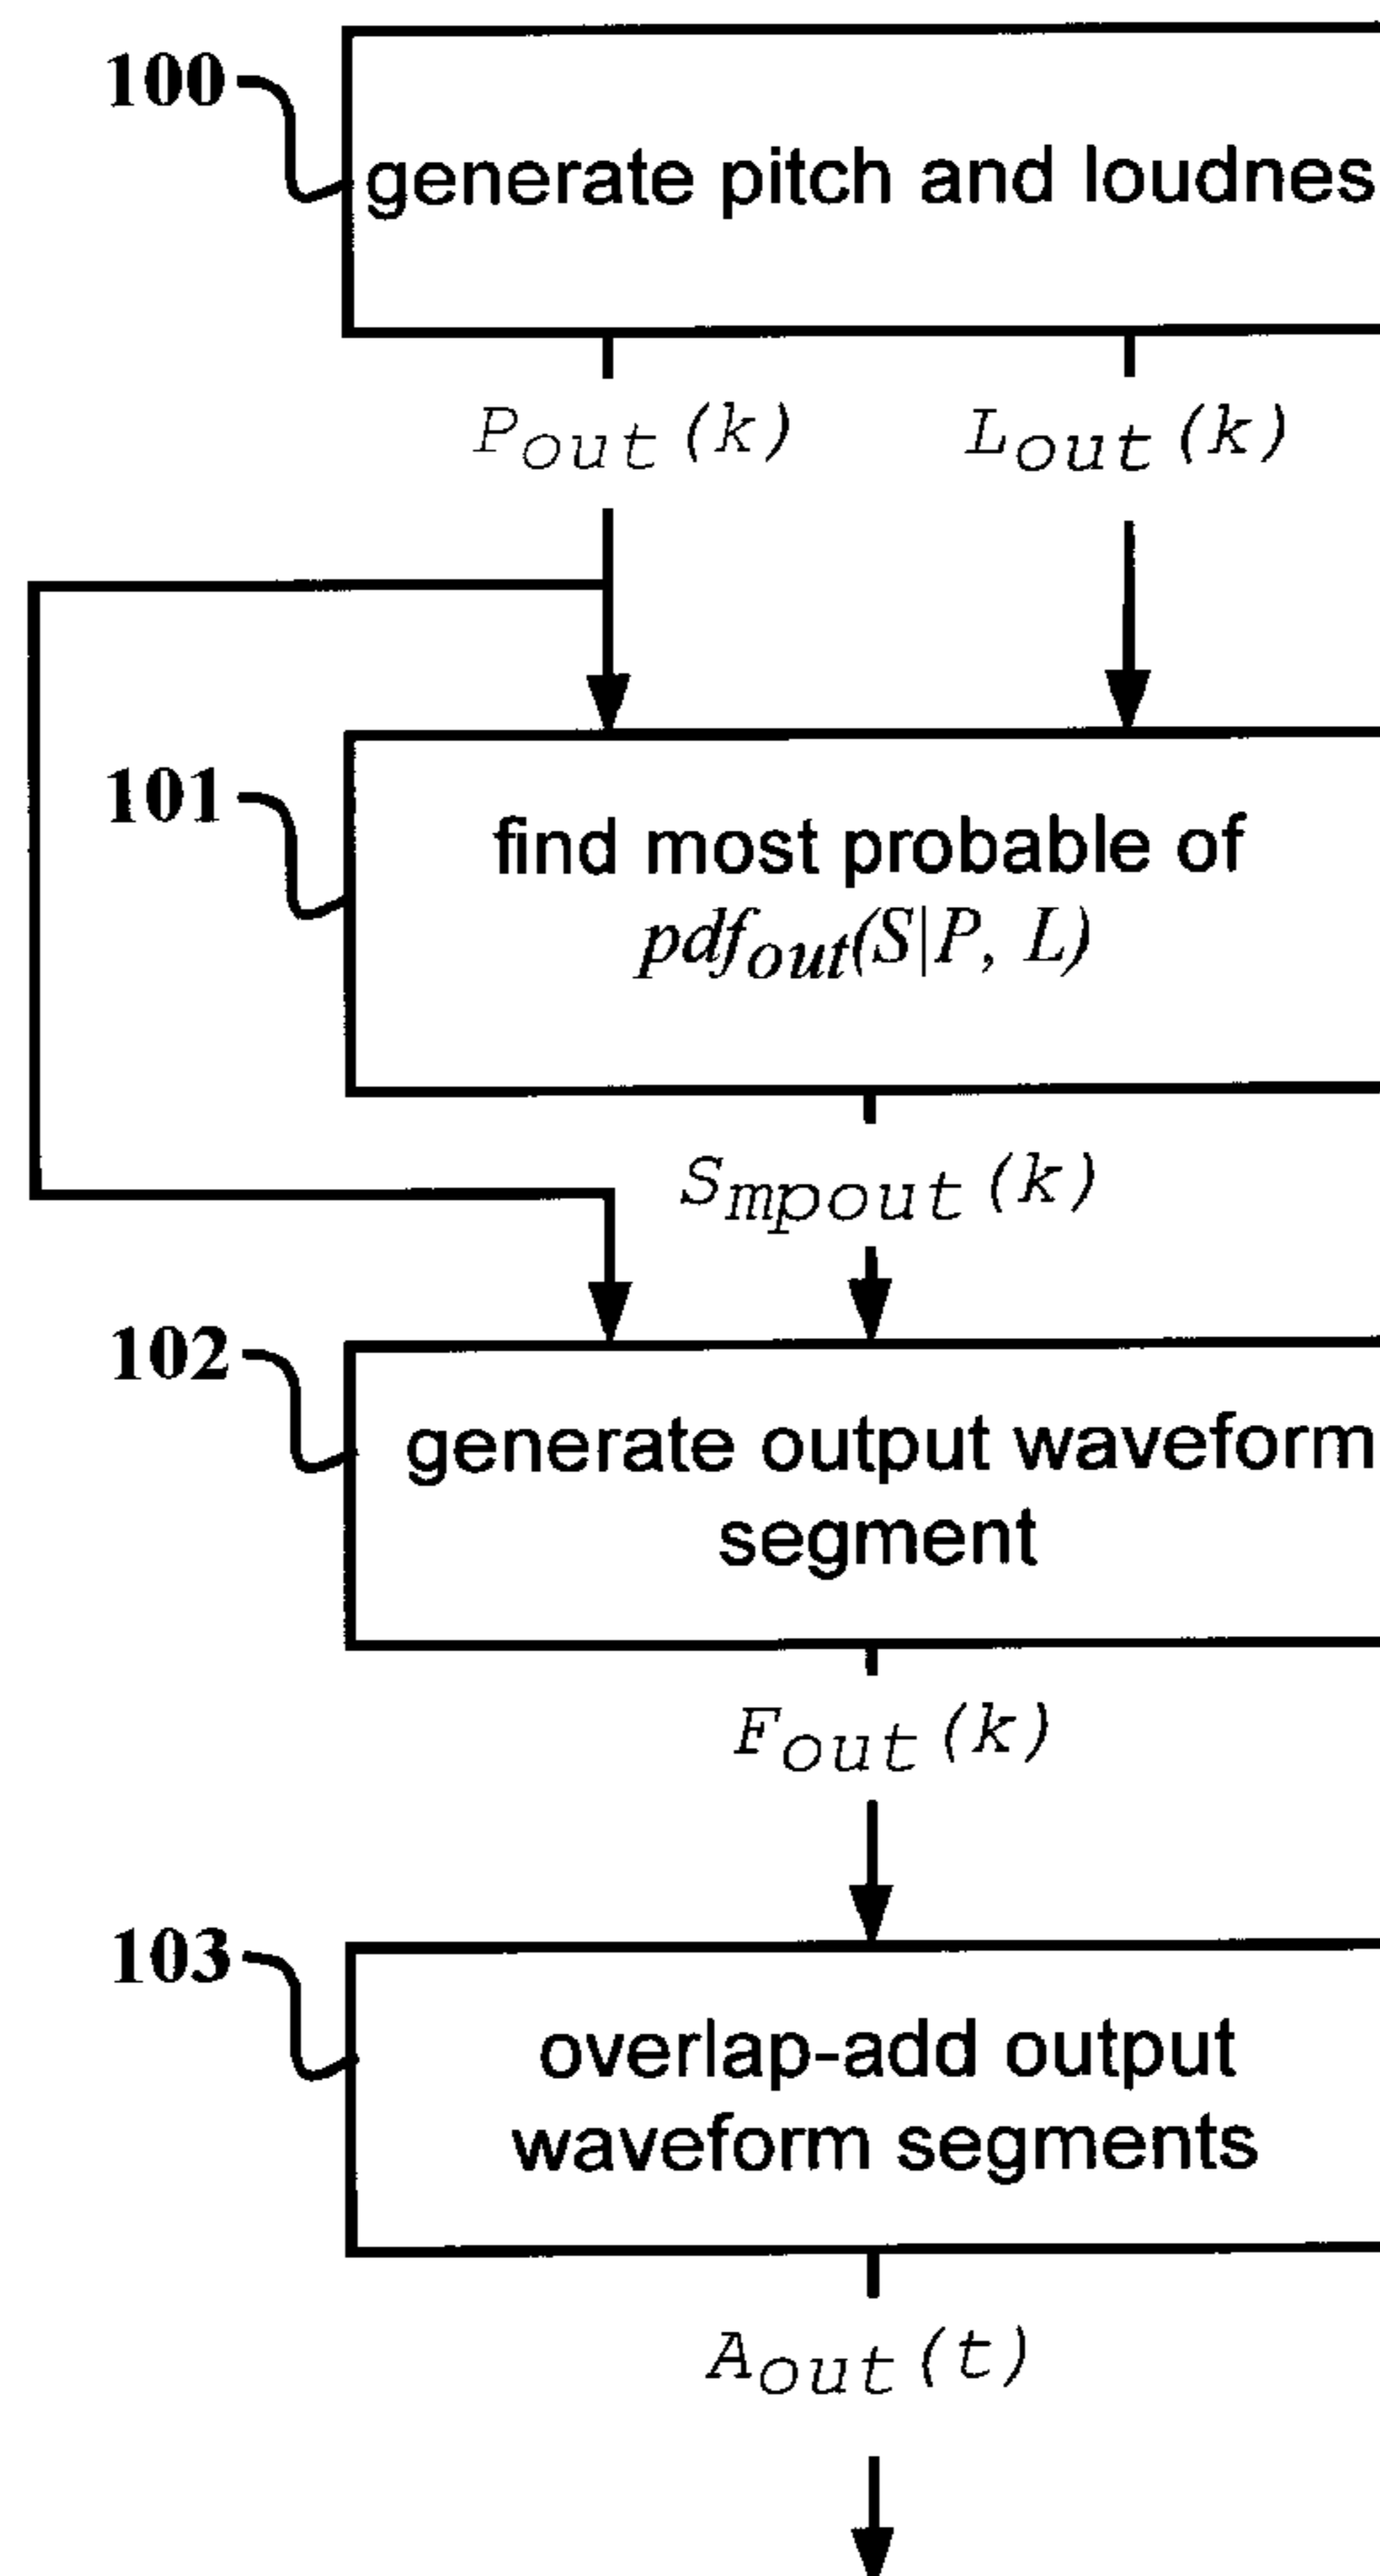 100
generate pitch and loudnes
Pout(k) Lout(k)
101
find most probable of
pdfout(S|P, L)
Smpout(k)
102
generate output waveform
segment
Fout(k)
103
overlap-add output
waveform segments
Aout(t)